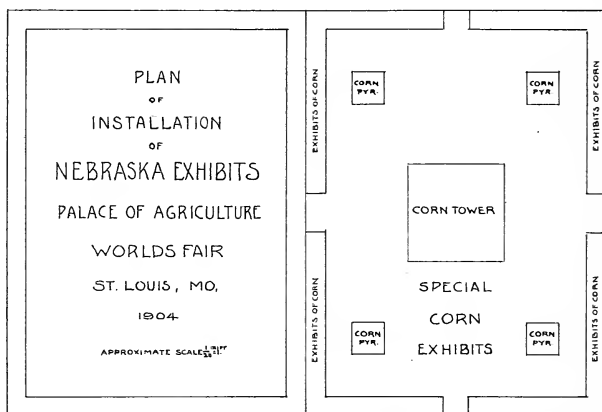 PLAN
OF
INSTALLATION
OF
NEBRASKA EXHIBITS
PALACE OF AGRICULTURE
WORLDS FAIR
ST. LOUIS, MO,
1904
APPROXIMATE SCALE
EXHIBITS OF CORN
CORN
PYR.
CORN
PYR.
EXHIBITS OF CORN
CORN TOWER
EXHIBITS OF CORN
SPECIAL
CORN
EXHIBITS
CORN
PYR.
CORN
PYR.
EXHIBITS OF CORN